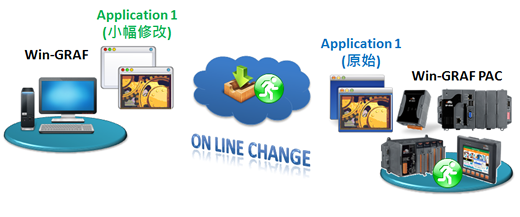 Application 1
(小幅修改)
Win-GRAF
Application 1
(原始)
Win-GRAF PAC
ON LINE CHANGE